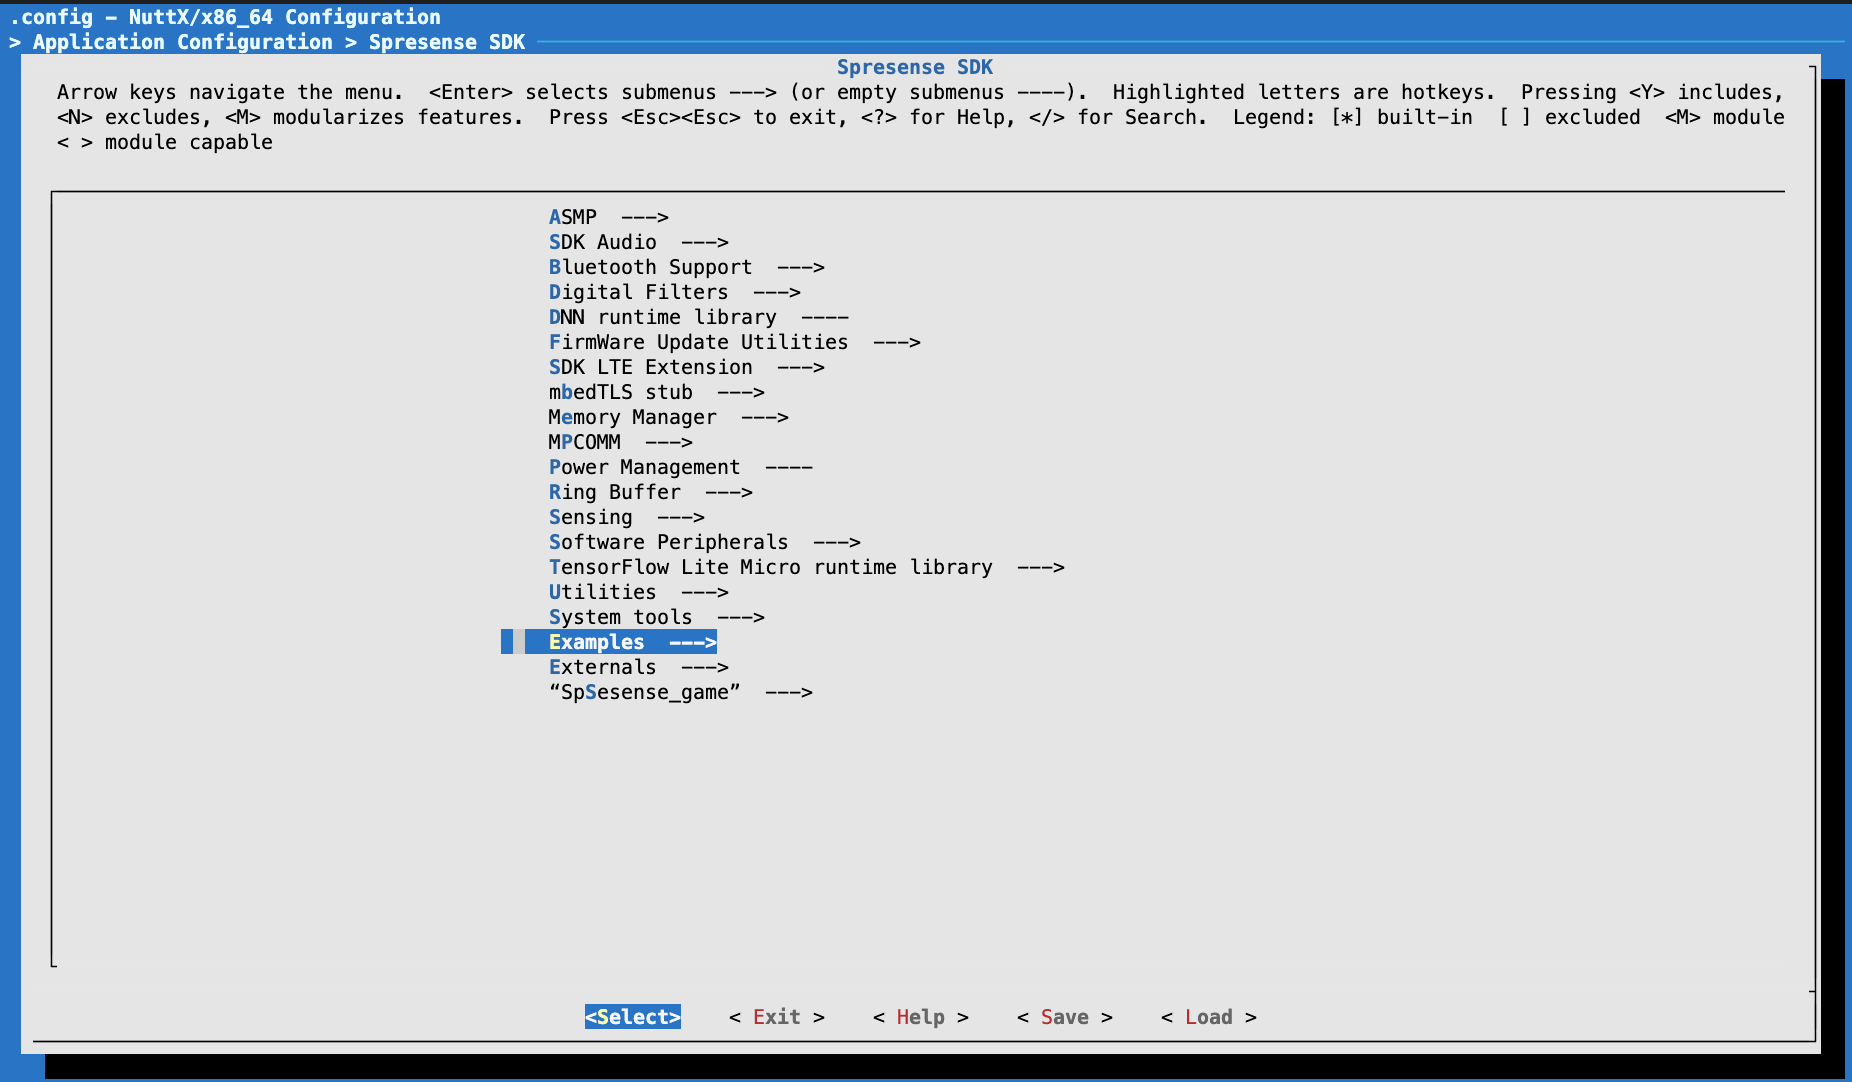 .config - NuttX/x86_64 Configuration
> Application Configuration > Spresense SDK
Spresense SDK
Arrow keys navigate the menu.  <Enter> selects submenus ---> (or empty submenus ----).  Highlighted letters are hotkeys.  Pressing <Y> includes,
<N> excludes, <M> modularizes features.  Press <Esc><Esc> to exit, <?> for Help, </> for Search.  Legend: [*] built-in  [ ] excluded  <M> module
< > module capable
ASMP  --->
SDK Audio  --->
Bluetooth Support  --->
Digital Filters  --->
DNN runtime library  ----
FirmWare Update Utilities  --->
SDK LTE Extension  --->
mbedTLS stub  --->
Memory Manager  --->
MPCOMM  --->
Power Management  ----
Ring Buffer  --->
Sensing  --->
Software Peripherals  --->
TensorFlow Lite Micro runtime library  --->
Utilities  --->
System tools  --->
Examples  --->
Externals  --->
“SpSesense_game”  --->
<Select>    < Exit >    < Help >    < Save >    < Load >